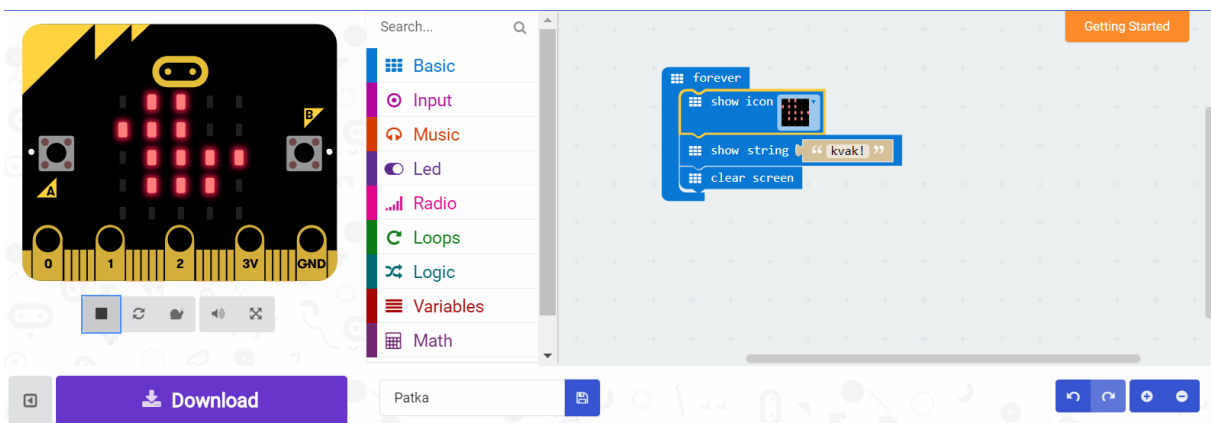 Search...
Getting Started
Basic
forever
Input
show icon
B
Music
show string “ kvak! ”
Led
clear screen
A
Radio
Loops
0 1 2 3V GND
Logic
Variables
Math
Download
Patka